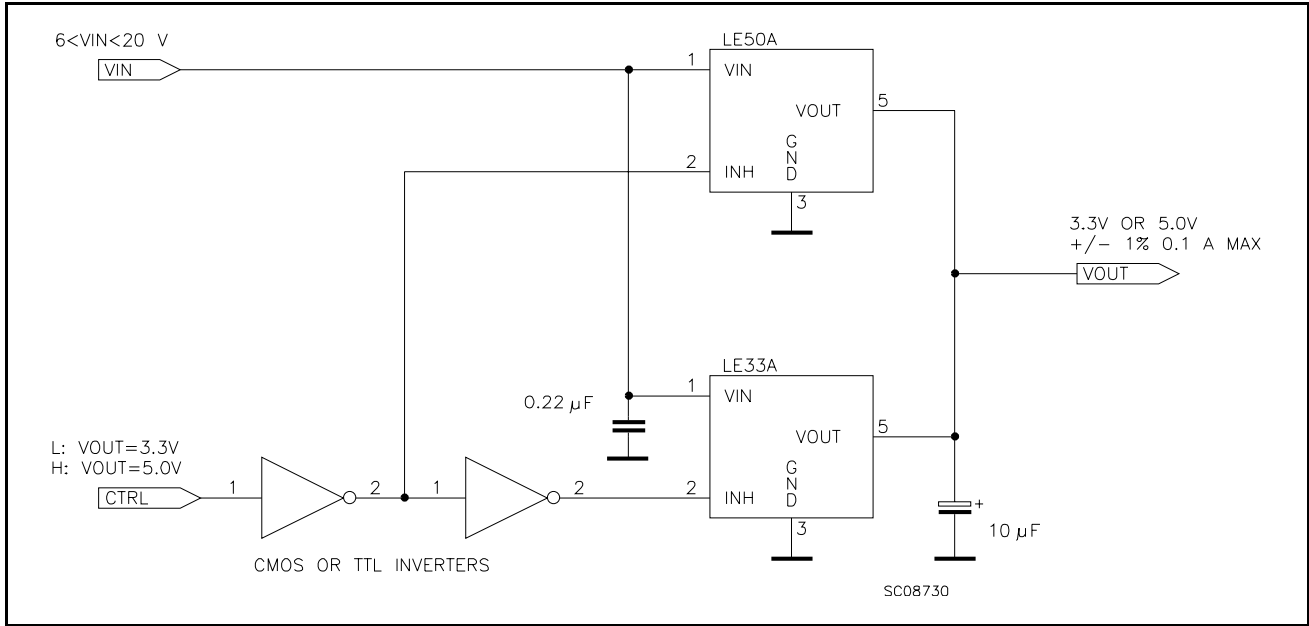 6<VIN<20 V
VIN
LE50A
1
VIN
VOUT
5
2
INH
GND
3
3.3V OR 5.0V
+/- 1% 0.1 A MAX
VOUT
LE33A
1
VIN
0.22 µF
VOUT
5
L: VOUT=3.3V
H: VOUT=5.0V
CTRL
1
2
1
2
2
INH
GND
3
+
10 µF
CMOS OR TTL INVERTERS
SC08730